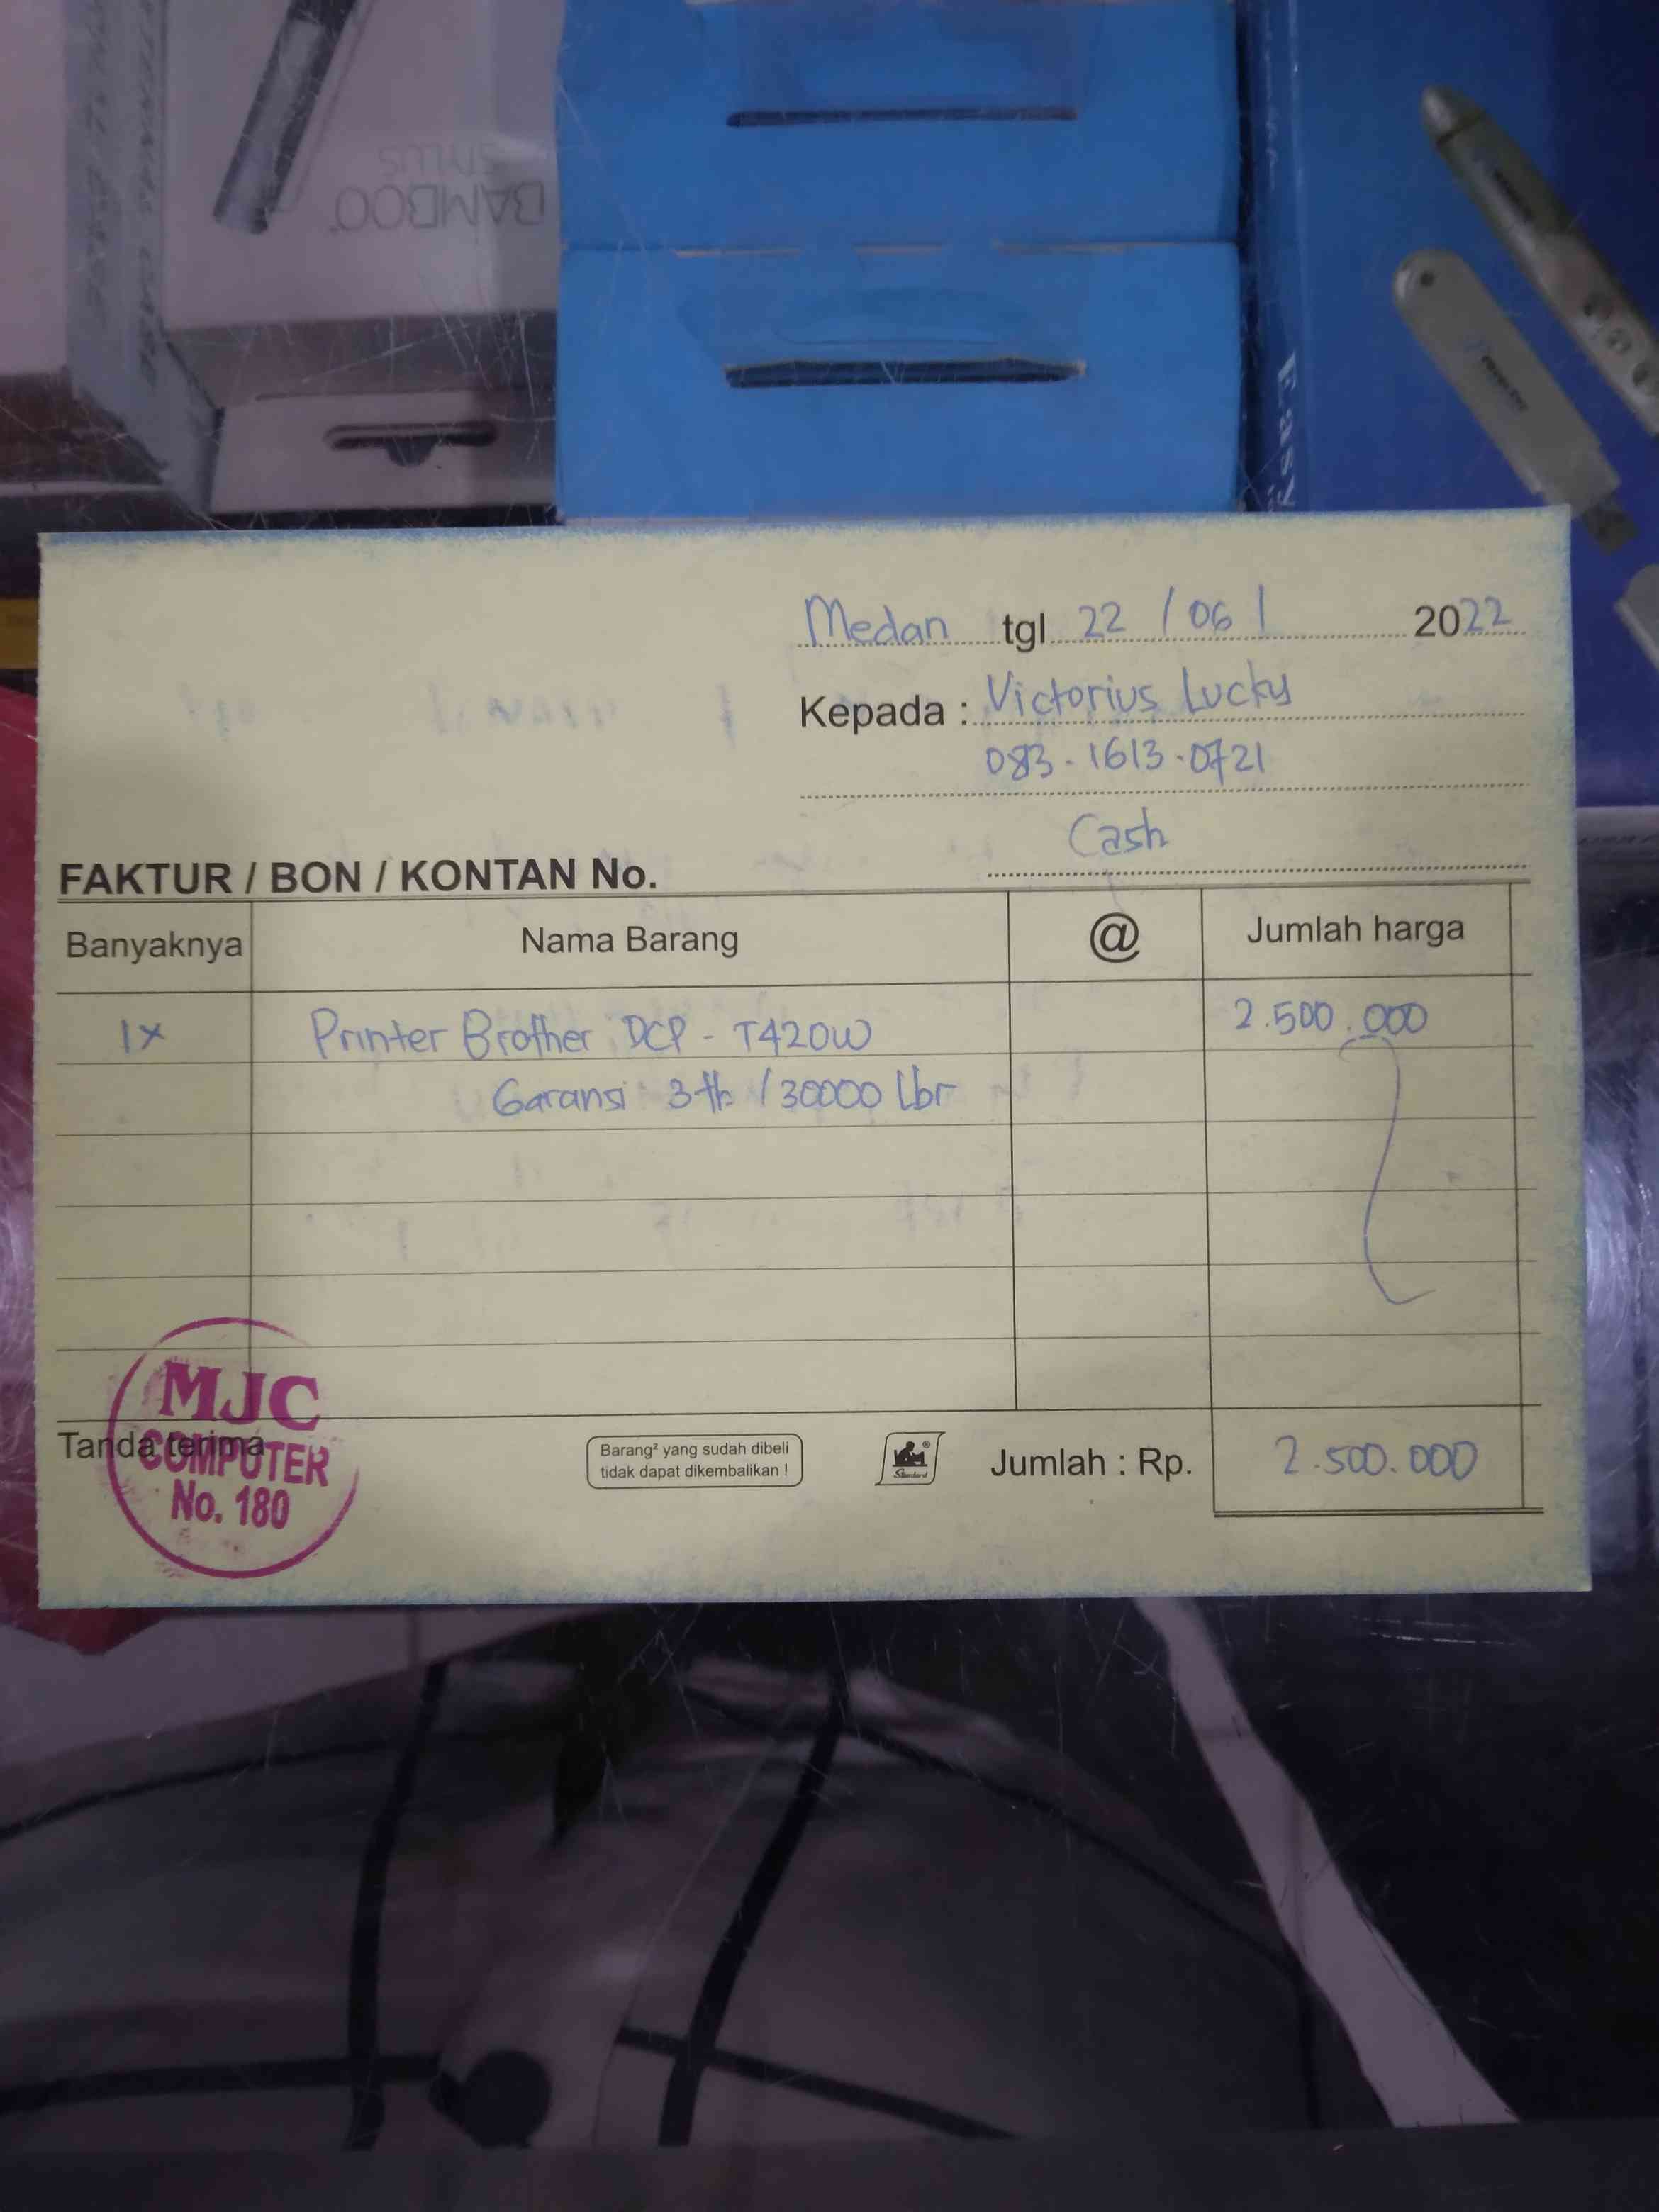 BAMBOO
STYLUS
Easy
Medan tgl 22 / 06 / 2022
Kepada : Victorius Lucky
083-1613-0721
Cash
FAKTUR / BON / KONTAN No.
Banyaknya Nama Barang @ Jumlah harga
1x Printer Brother DCP - T420W 2.500.000
Garansi 3 th / 30000 Lbr
Tanda terima
MJC
COMPUTER
No. 180
Barang² yang sudah dibeli
tidak dapat dikembalikan !
Standard
Jumlah : Rp. 2.500.000